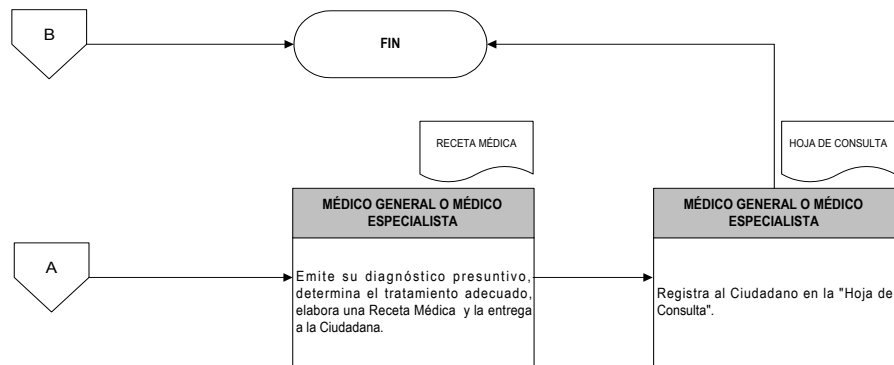 B
FIN
RECETA MÉDICA
HOJA DE CONSULTA
MÉDICO GENERAL O MÉDICO
ESPECIALISTA
MÉDICO GENERAL O MÉDICO
ESPECIALISTA
A
Emite su diagnóstico presuntivo,
determina el tratamiento adecuado,
elabora una Receta Médica y la entrega
a la Ciudadana.
Registra al Ciudadano en la "Hoja de
Consulta".